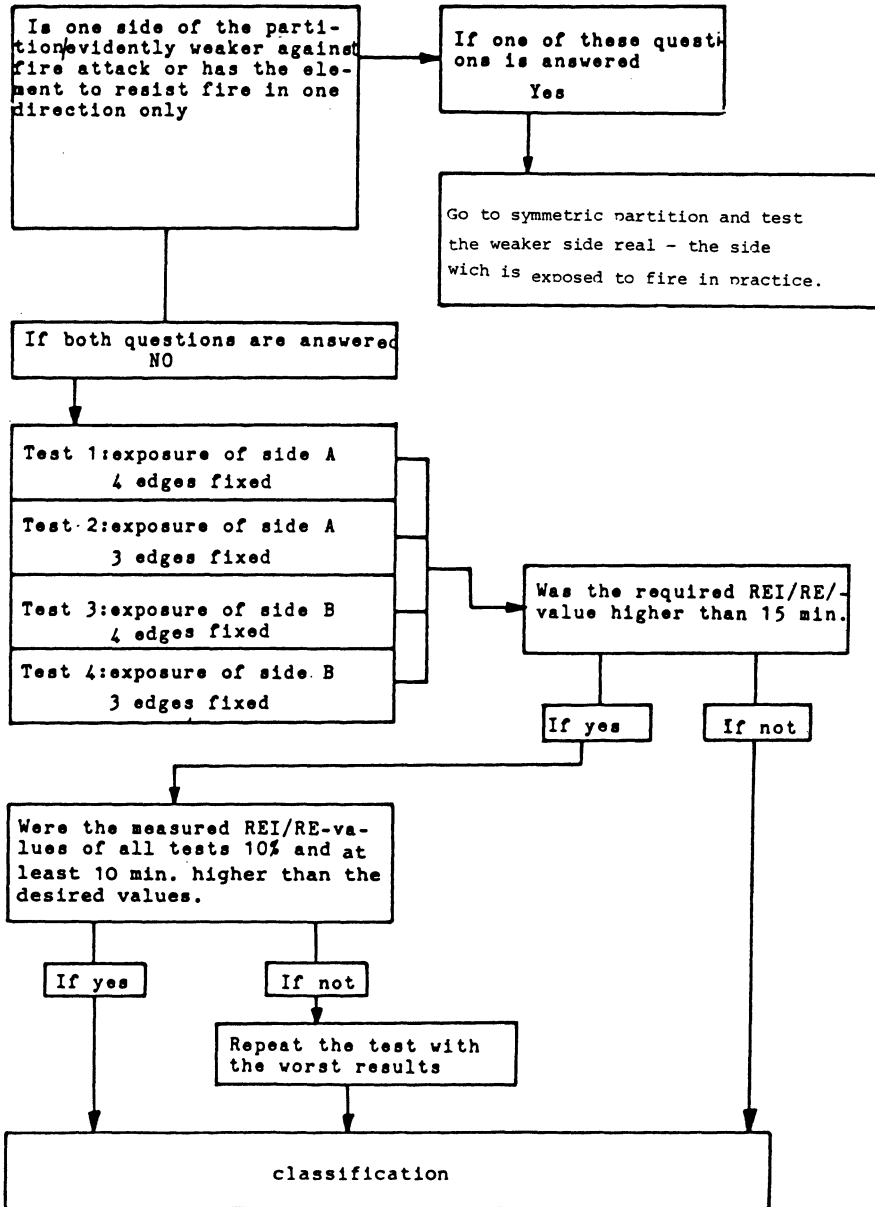 Is one side of the parti-
tion/evidently weaker against
fire attack or has the ele-
ment to resist fire in one
direction only
If one of these questi-
ons is answered
Yes
Go to symmetric partition and test
the weaker side real - the side
wich is exposed to fire in practice.
If both questions are answered
NO
Test 1:exposure of side A
4 edges fixed
Test 2:exposure of side A
3 edges fixed
Test 3:exposure of side B
4 edges fixed
Test 4:exposure of side B
3 edges fixed
Was the required REI/RE/-
value higher than 15 min.
If yes
If not
Were the measured REI/RE-va-
lues of all tests 10% and at
least 10 min. higher than the
desired values.
If yes
If not
Repeat the test with
the worst results
classification